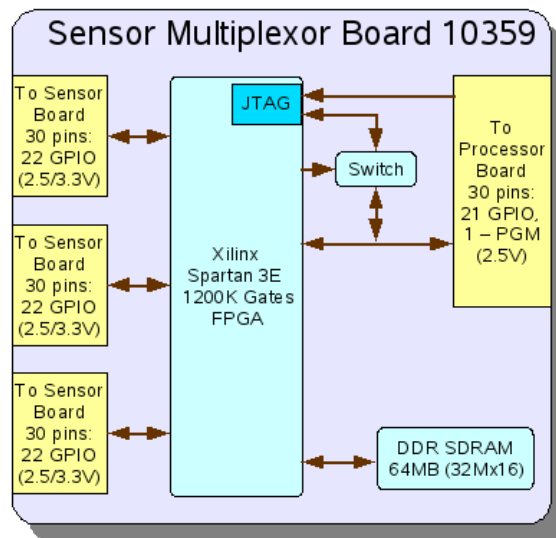 Sensor Multiplexor Board 10359
To Sensor
Board
30 pins:
22 GPIO
(2.5/3.3V)
To Sensor
Board
30 pins:
22 GPIO
(2.5/3.3V)
To Sensor
Board
30 pins:
22 GPIO
(2.5/3.3V)
JTAG
Xilinx
Spartan 3E
1200K Gates
FPGA
Switch
To
Processor
Board
30 pins:
21 GPIO,
1 – PGM
(2.5V)
DDR SDRAM
64MB (32Mx16)